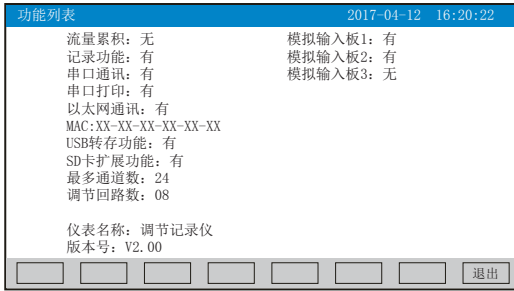 功能列表 2017-04-12 16:20:22
流量累积：无 模拟输入板1：有
记录功能：有 模拟输入板2：有
串口通讯：有 模拟输入板3：无
串口打印：有
以太网通讯：有
MAC:XX-XX-XX-XX-XX-XX
USB转存功能：有
SD卡扩展功能：有
最多通道数：24
调节回路数：08
仪表名称：调节记录仪
版本号：V2.00
退出